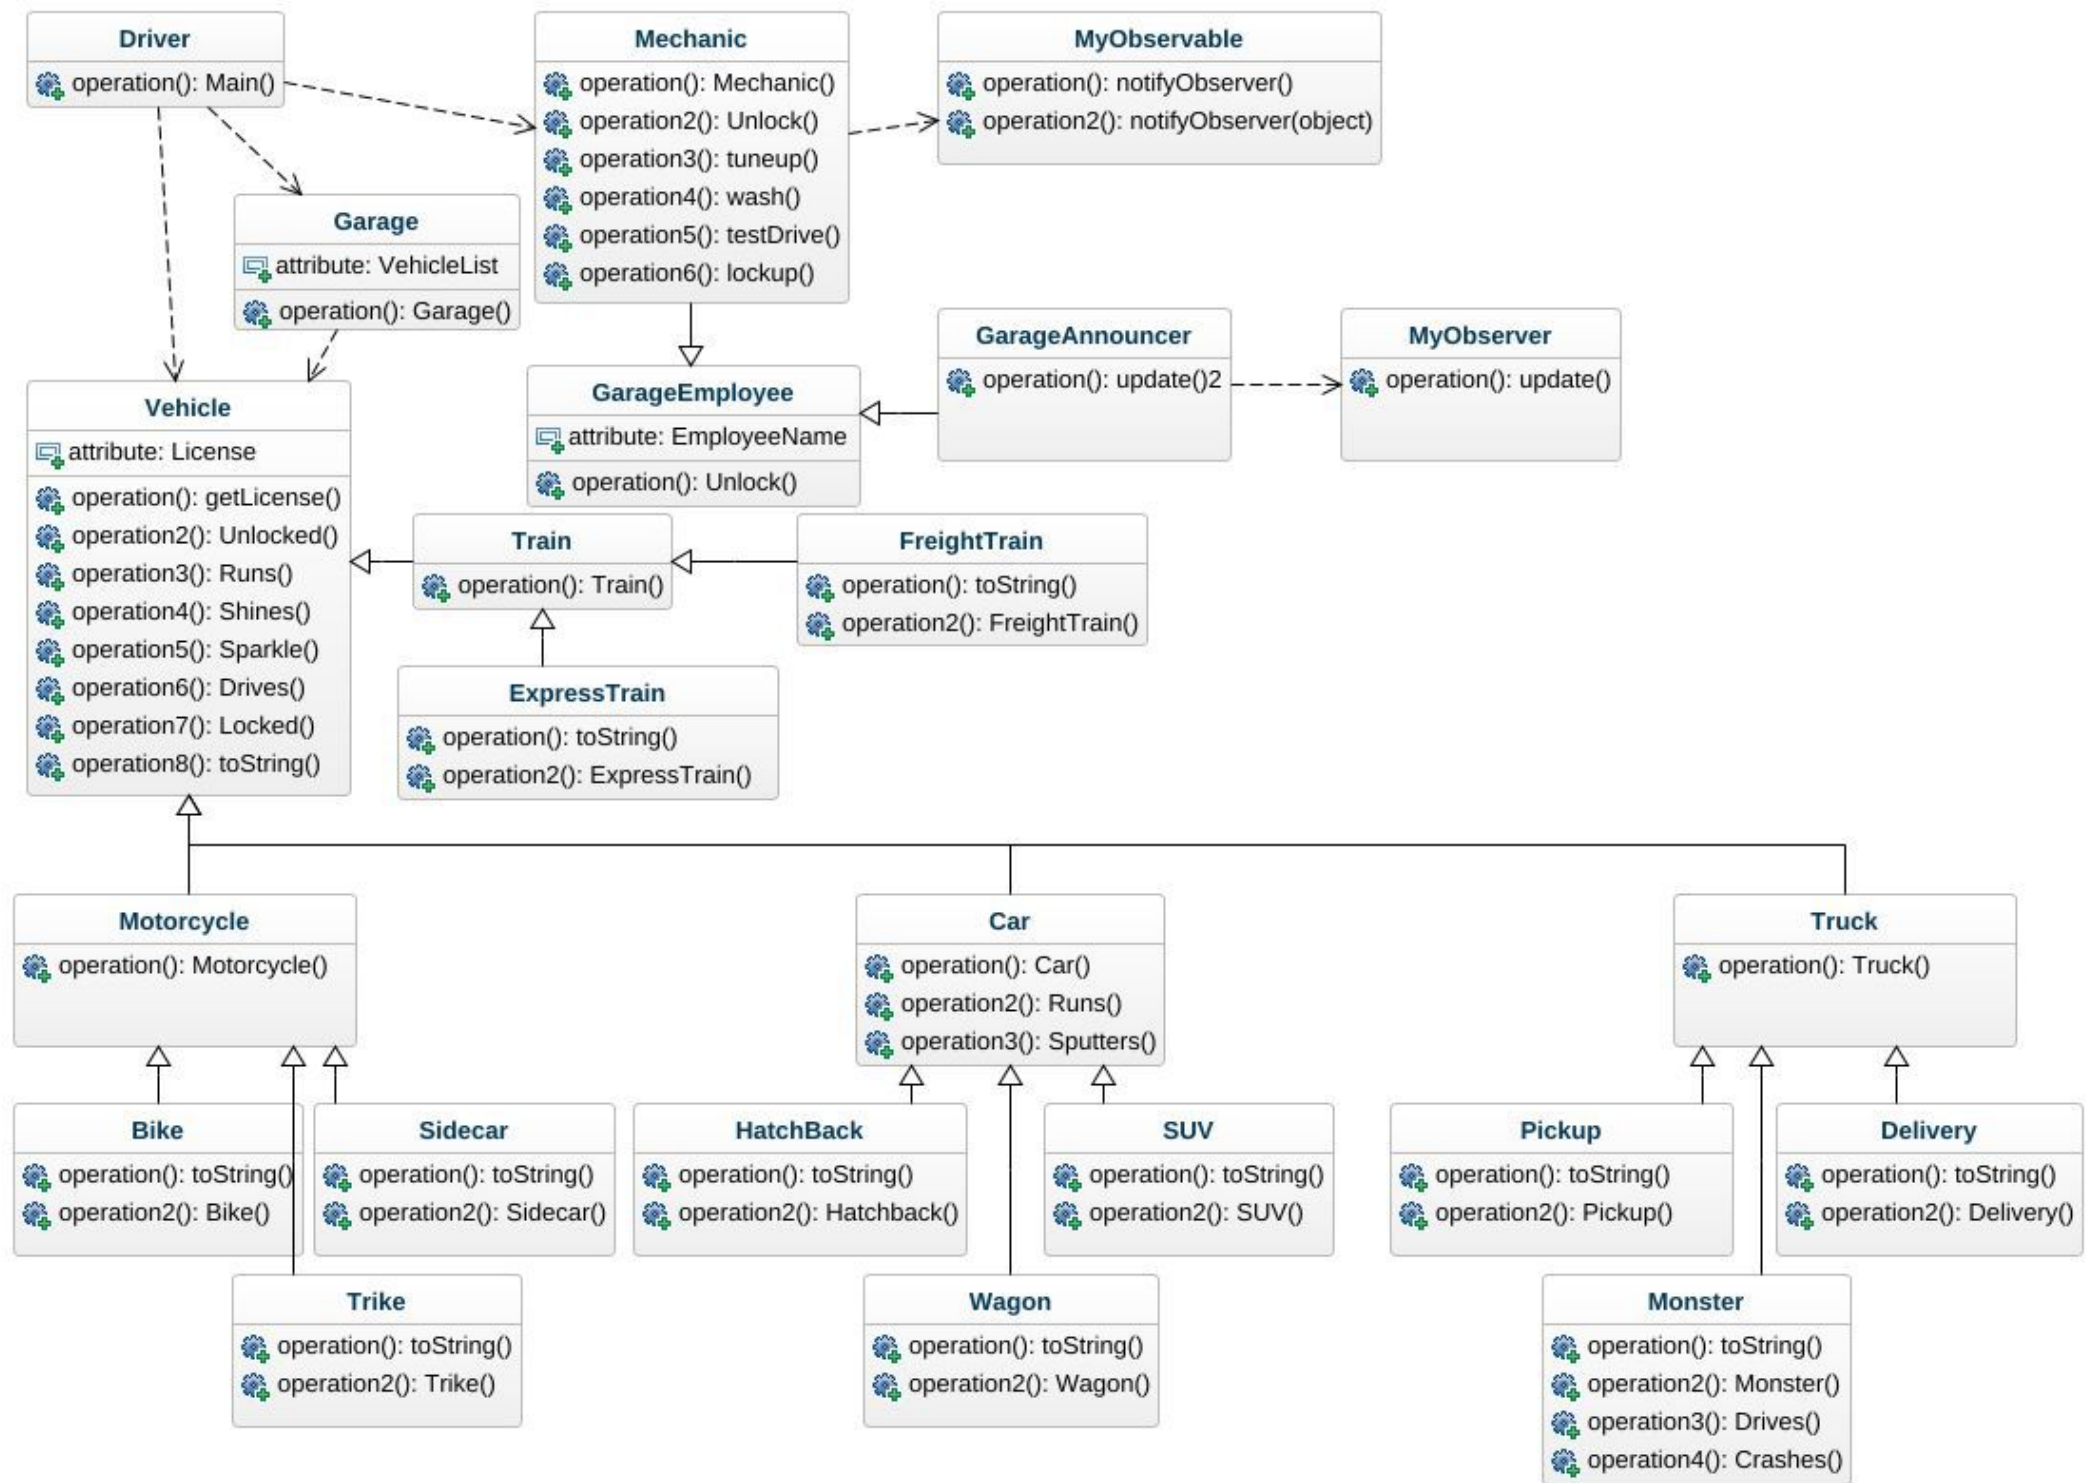 Driver
operation(): Main()
Mechanic
operation(): Mechanic()
operation2(): Unlock()
operation3(): tuneup()
operation4(): wash()
operation5(): testDrive()
operation6(): lockup()
MyObservable
operation(): notifyObserver()
operation2(): notifyObserver(object)
Garage
attribute: VehicleList
operation(): Garage()
GarageAnnouncer
operation(): update()2
MyObserver
operation(): update()
GarageEmployee
attribute: EmployeeName
operation(): Unlock()
Vehicle
attribute: License
operation(): getLicense()
operation2(): Unlocked()
operation3(): Runs()
operation4(): Shines()
operation5(): Sparkle()
operation6(): Drives()
operation7(): Locked()
operation8(): toString()
Train
operation(): Train()
FreightTrain
operation(): toString()
operation2(): FreightTrain()
ExpressTrain
operation(): toString()
operation2(): ExpressTrain()
Motorcycle
operation(): Motorcycle()
Car
operation(): Car()
operation2(): Runs()
operation3(): Sputters()
Truck
operation(): Truck()
Bike
operation(): toString()
operation2(): Bike()
Sidecar
operation(): toString()
operation2(): Sidecar()
HatchBack
operation(): toString()
operation2(): Hatchback()
SUV
operation(): toString()
operation2(): SUV()
Pickup
operation(): toString()
operation2(): Pickup()
Delivery
operation(): toString()
operation2(): Delivery()
Trike
operation(): toString()
operation2(): Trike()
Wagon
operation(): toString()
operation2(): Wagon()
Monster
operation(): toString()
operation2(): Monster()
operation3(): Drives()
operation4(): Crashes()